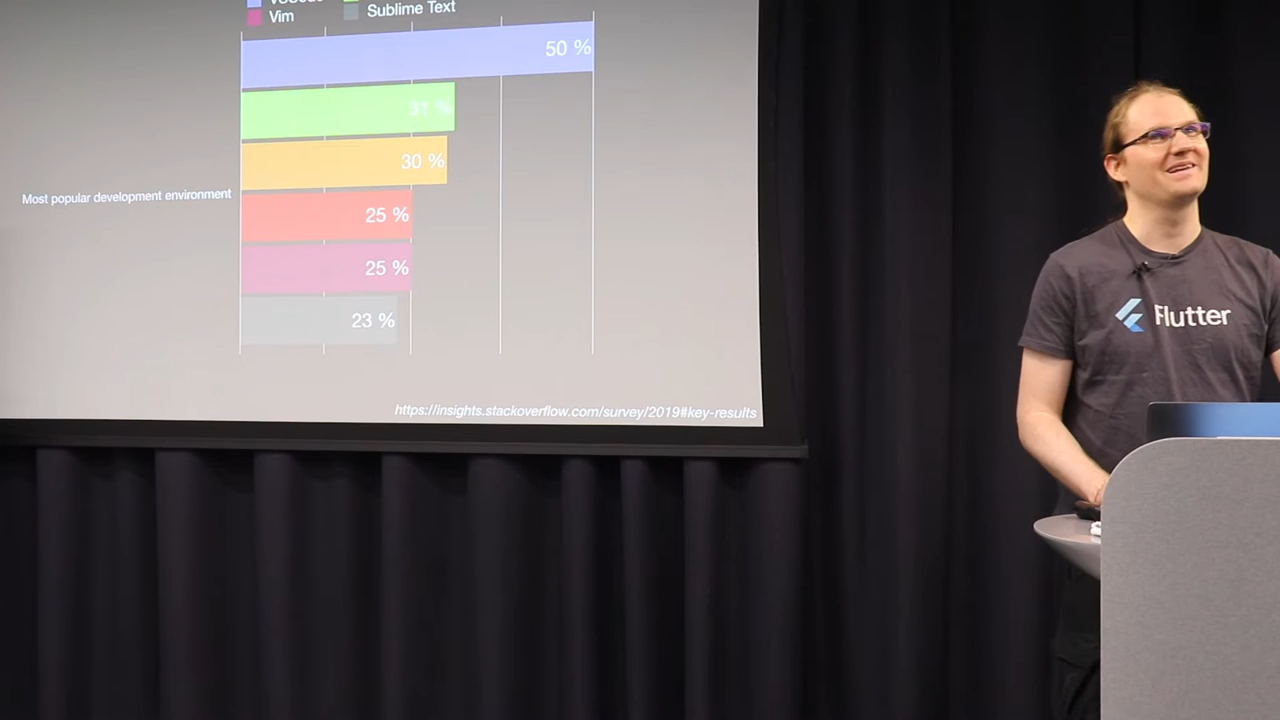 Vim
Sublime Text
50 %
31 %
30 %
Most popular development environment
25 %
25 %
23 %
https://insights.stackoverflow.com/survey/2019#key-results
Flutter